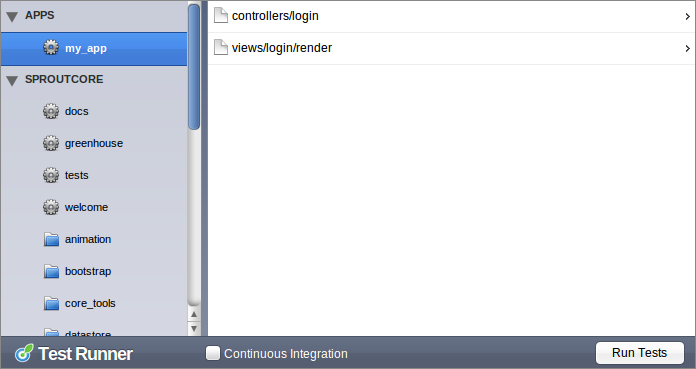 APPS
my_app
SPROUTCORE
docs
greenhouse
tests
welcome
animation
bootstrap
core_tools
datastore
controllers/login
views/login/render
Test Runner
Continuous Integration
Run Tests